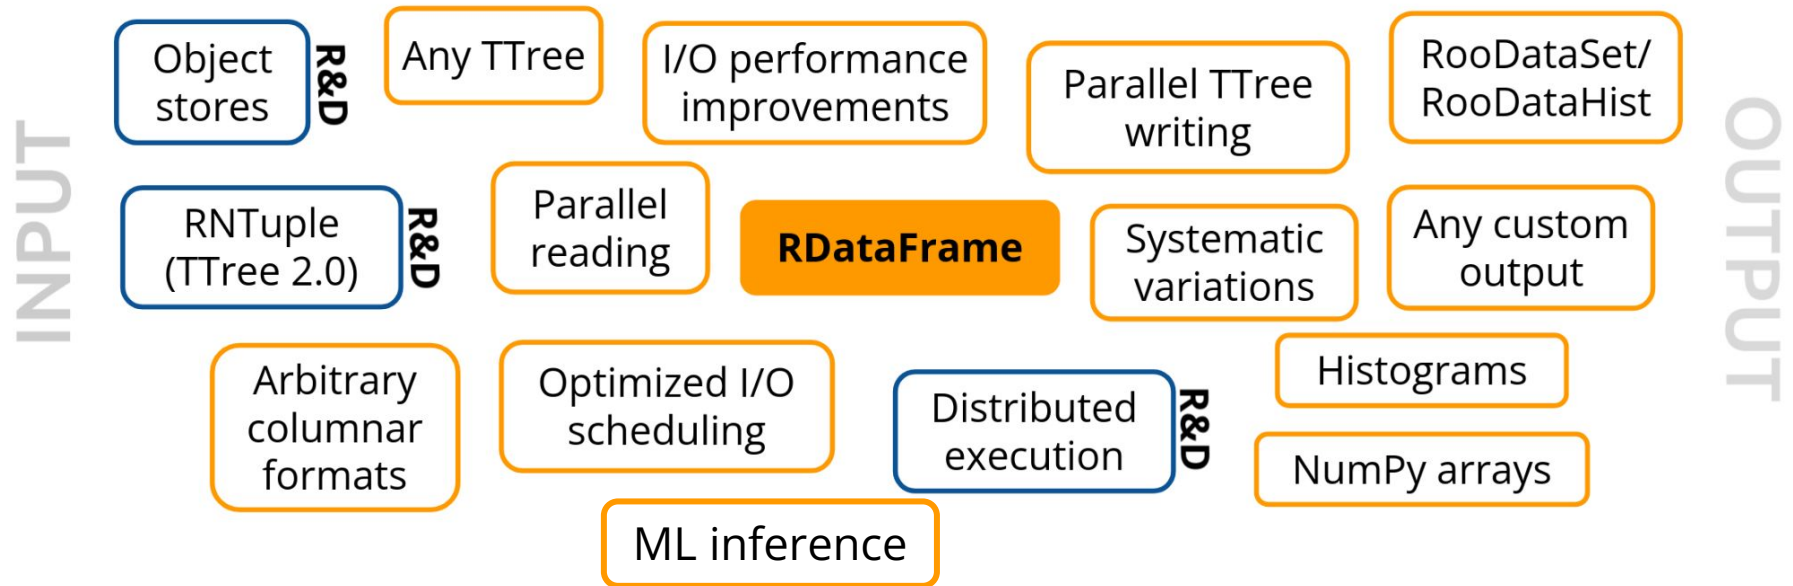 INPUT
Object
stores
R&D
Any TTree
I/O performance
improvements
Parallel TTree
writing
RooDataSet/
RooDataHist
OUTPUT
RNTuple
(TTree 2.0)
R&D
Parallel
reading
RDataFrame
Systematic
variations
Any custom
output
Arbitrary
columnar
formats
Optimized I/O
scheduling
Distributed
execution
R&D
Histograms
NumPy arrays
ML inference